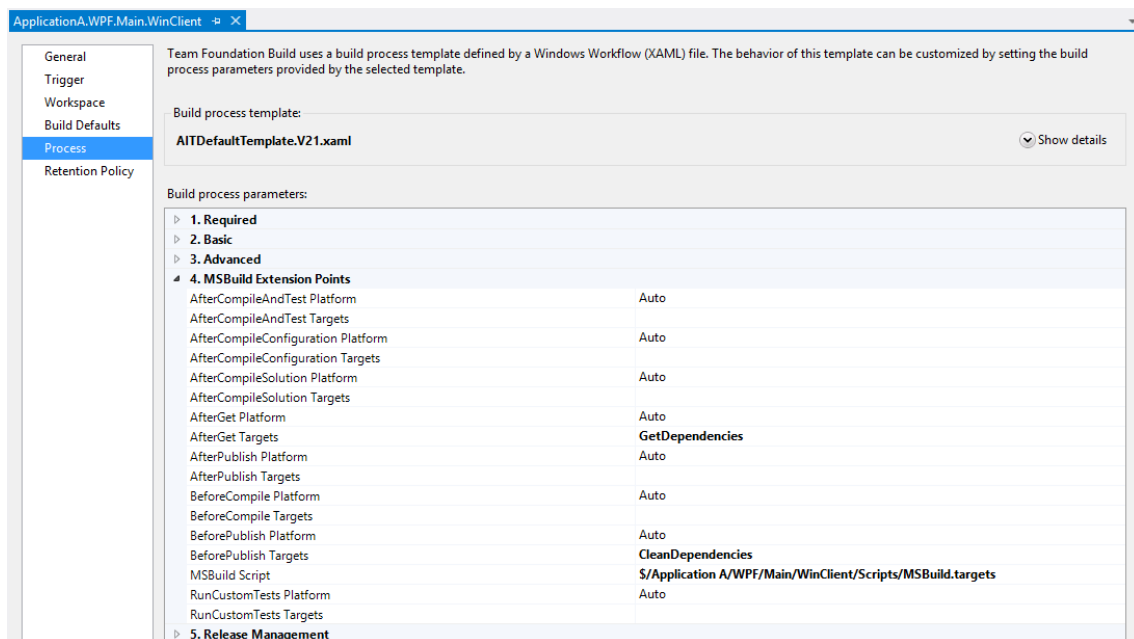 ApplicationA.WPF.Main.WinClient
General
Trigger
Workspace
Build Defaults
Process
Retention Policy
Team Foundation Build uses a build process template defined by a Windows Workflow (XAML) file. The behavior of this template can be customized by setting the build
process parameters provided by the selected template.
Build process template:
AITDefaultTemplate.V21.xaml
Show details
Build process parameters:
1. Required
2. Basic
3. Advanced
4. MSBuild Extension Points
AfterCompileAndTest Platform Auto
AfterCompileAndTest Targets
AfterCompileConfiguration Platform Auto
AfterCompileConfiguration Targets
AfterCompileSolution Platform Auto
AfterCompileSolution Targets
AfterGet Platform Auto
AfterGet Targets GetDependencies
AfterPublish Platform Auto
AfterPublish Targets
BeforeCompile Platform Auto
BeforeCompile Targets
BeforePublish Platform Auto
BeforePublish Targets CleanDependencies
MSBuild Script $/Application A/WPF/Main/WinClient/Scripts/MSBuild.targets
RunCustomTests Platform Auto
RunCustomTests Targets
5. Release Management